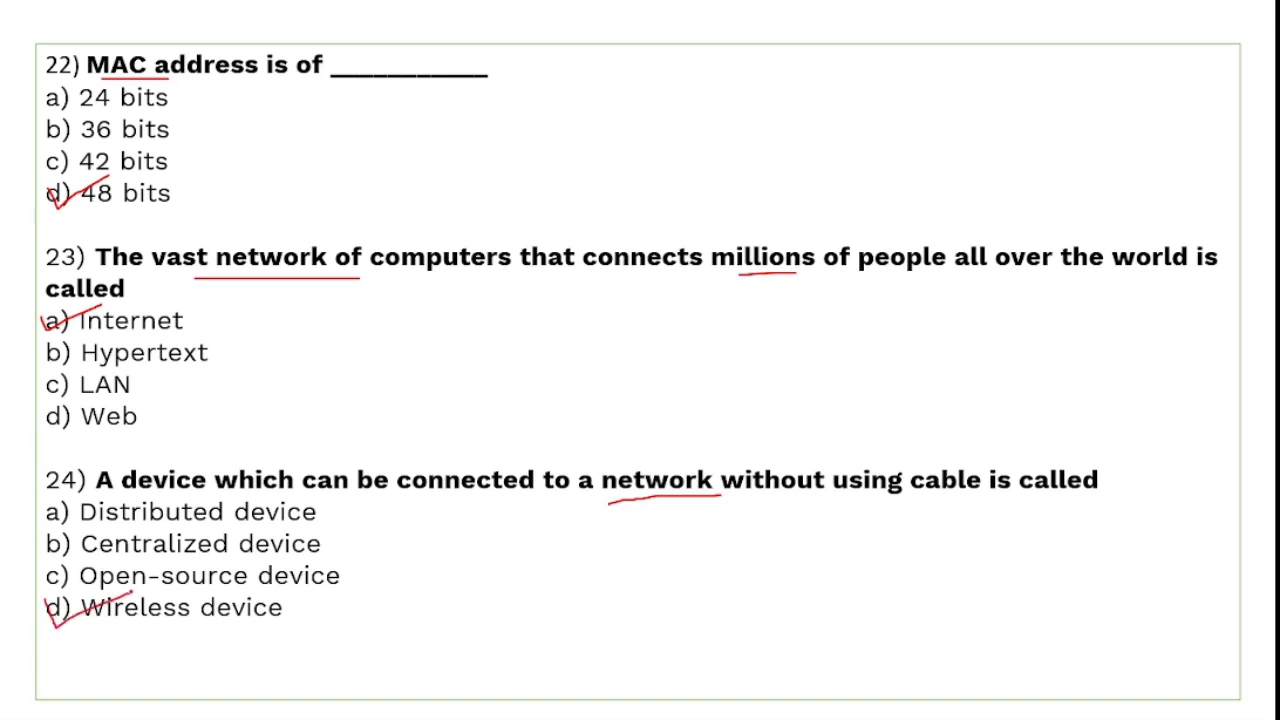 22) MAC address is of ____________
a) 24 bits
b) 36 bits
c) 42 bits
d) 48 bits
23) The vast network of computers that connects millions of people all over the world is
called
a) Internet
b) Hypertext
c) LAN
d) Web
24) A device which can be connected to a network without using cable is called
a) Distributed device
b) Centralized device
c) Open-source device
d) Wireless device